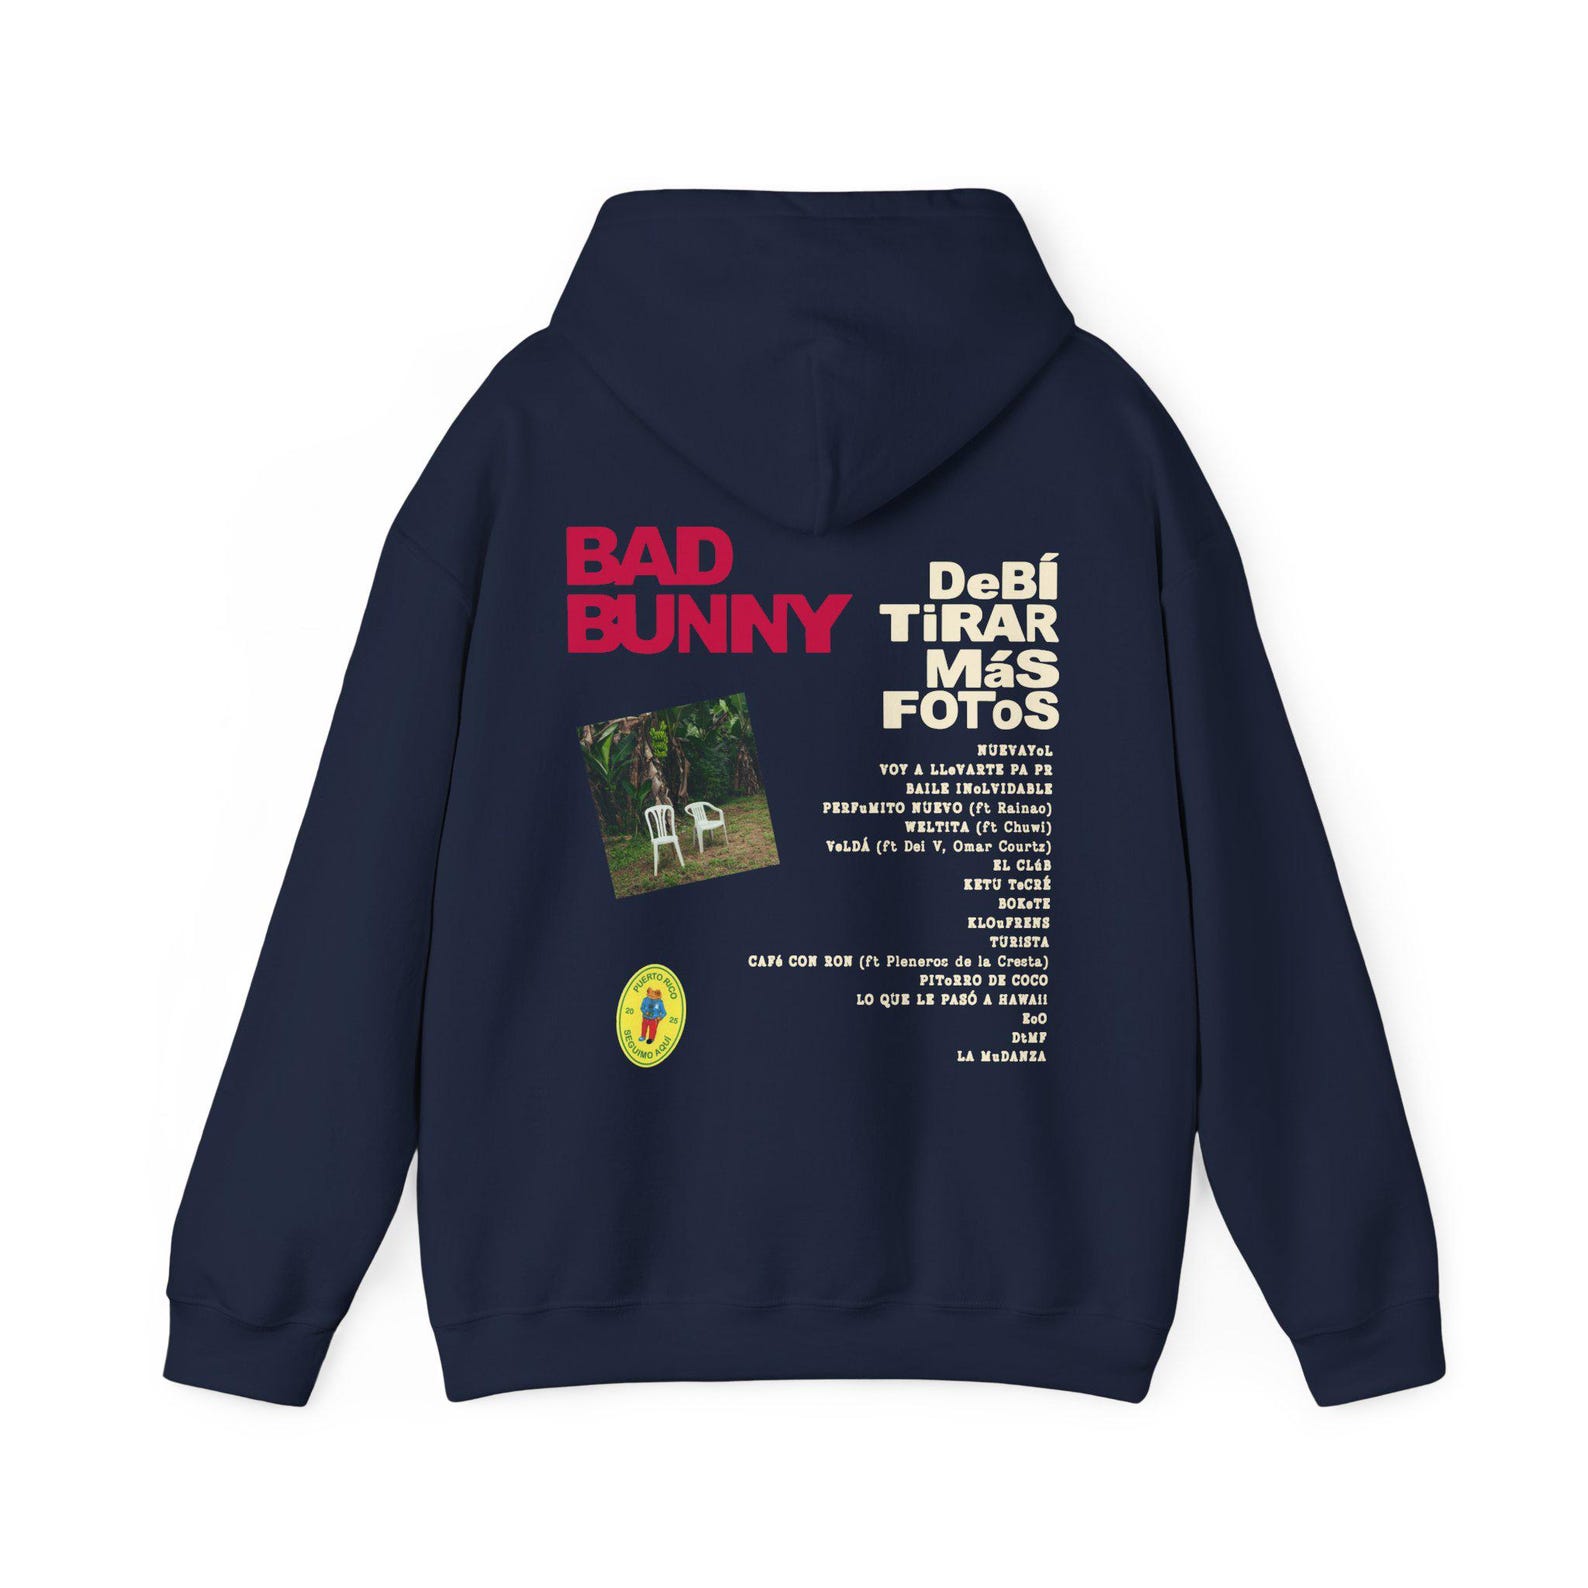 BAD
BUNNY
DeBÍ
TiRAR
MáS
FOToS
NUEVAYoL
VOY A LLeVARTE PA PR
BAILE INoLVIDABLE
PERFuMITO NUEVO (ft Rainao)
WELTiTA (ft Chuwi)
VeLDÁ (ft Dei V, Omar Courtz)
EL CLúB
KETU TeCRÉ
BOKeTE
KLOuFRENS
TURiSTA
CAFé CON RON (ft Pleneros de la Cresta)
PIToRRO DE COCO
LO QUE LE PASÓ A HAWAii
EoO
DtMF
LA MuDANZA
PUERTO RICO
20 25
SEGUIMO AQUÍ